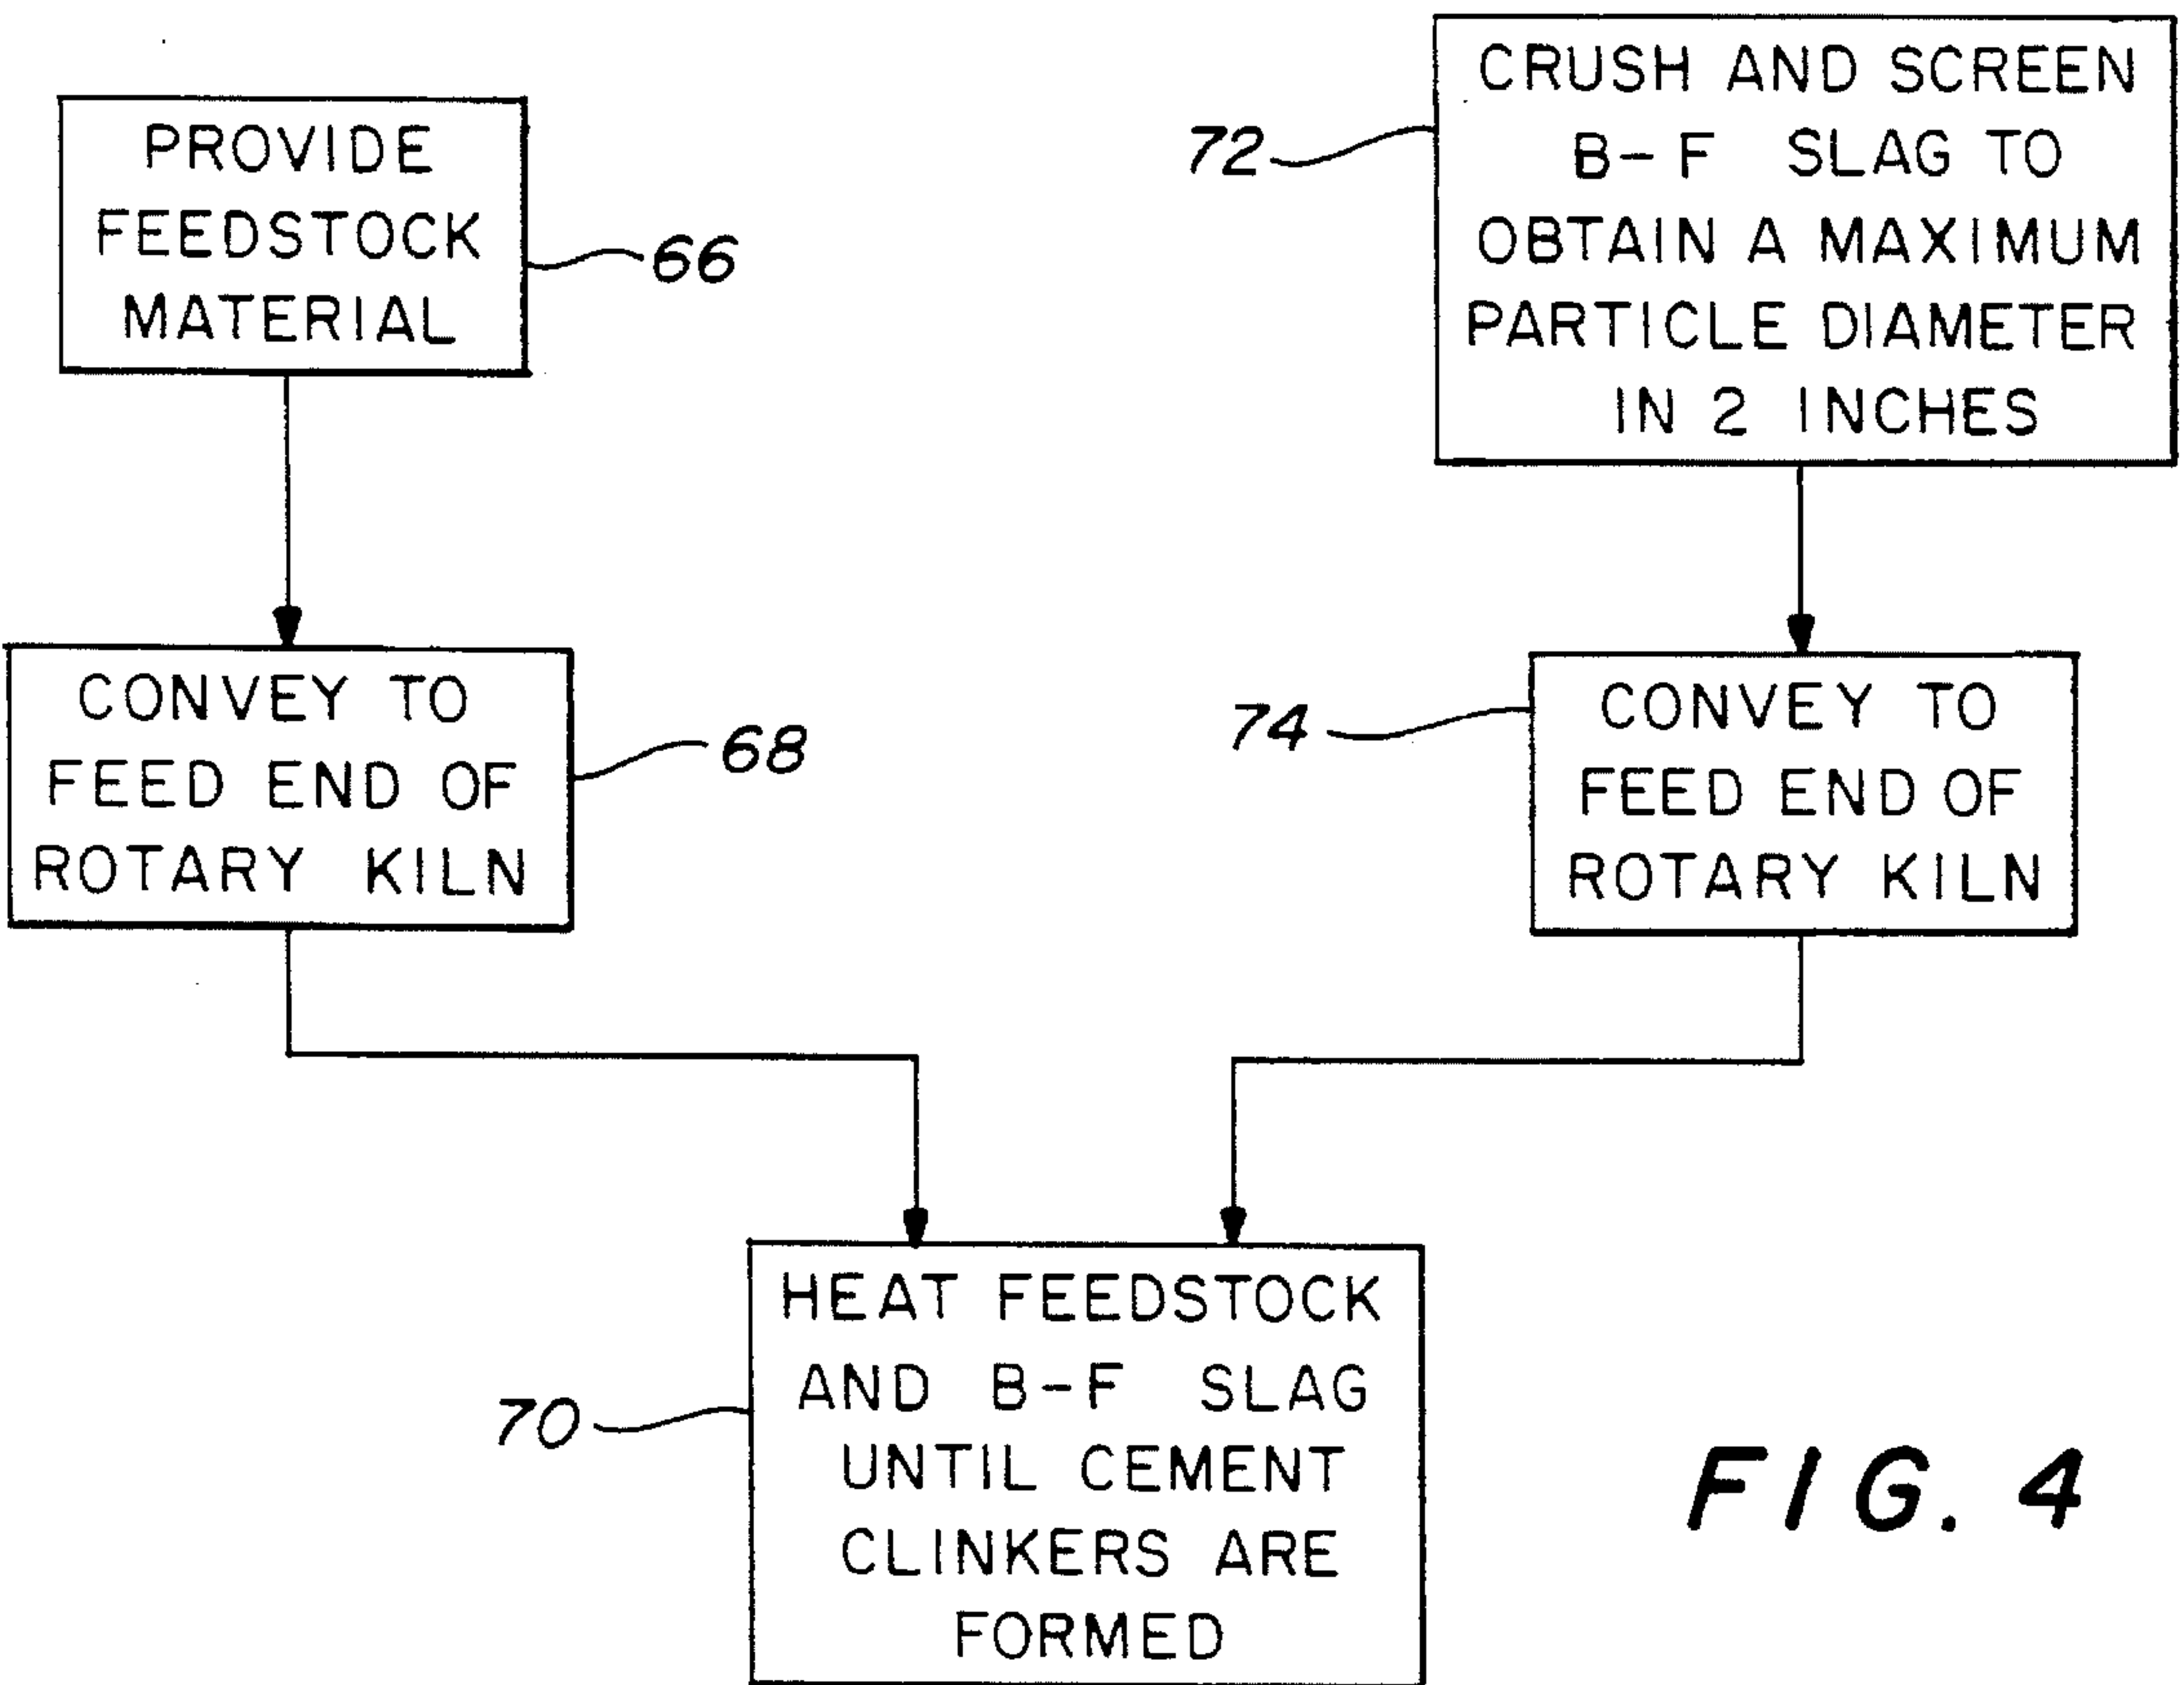 PROVIDE
FEEDSTOCK
MATERIAL
66
CONVEY TO
FEED END OF
ROTARY KILN
68
72
CRUSH AND SCREEN
B-F SLAG TO
OBTAIN A MAXIMUM
PARTICLE DIAMETER
IN 2 INCHES
74
CONVEY TO
FEED END OF
ROTARY KILN
70
HEAT FEEDSTOCK
AND B-F SLAG
UNTIL CEMENT
CLINKERS ARE
FORMED
FIG. 4